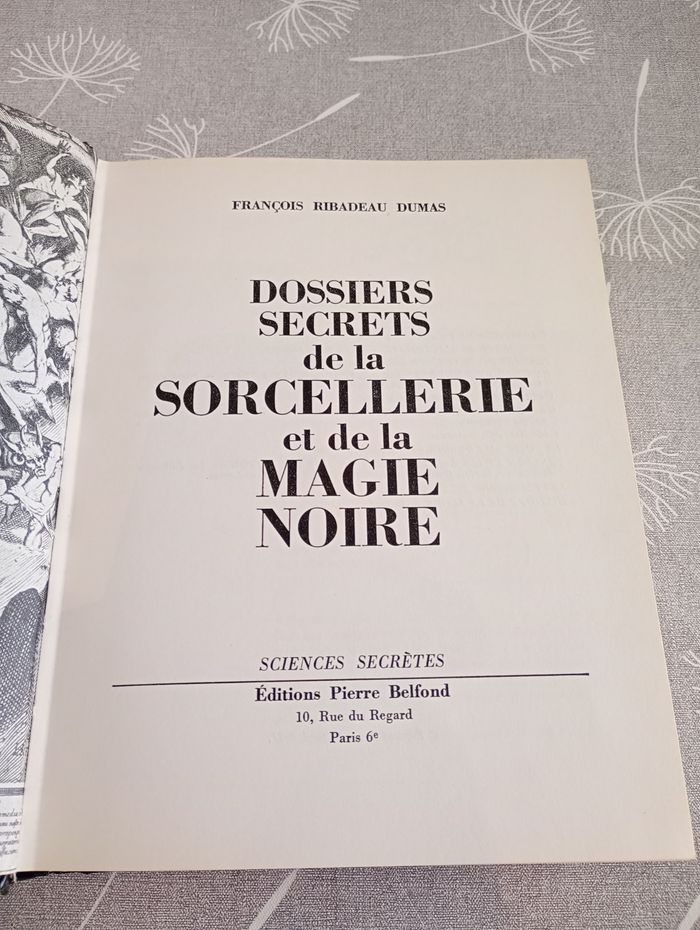 FRANÇOIS RIBADEAU DUMAS
DOSSIERS
SECRETS
de la
SORCELLERIE
et de la
MAGIE
NOIRE
SCIENCES SECRÈTES
Éditions Pierre Belfond
10, Rue du Regard
Paris 6e